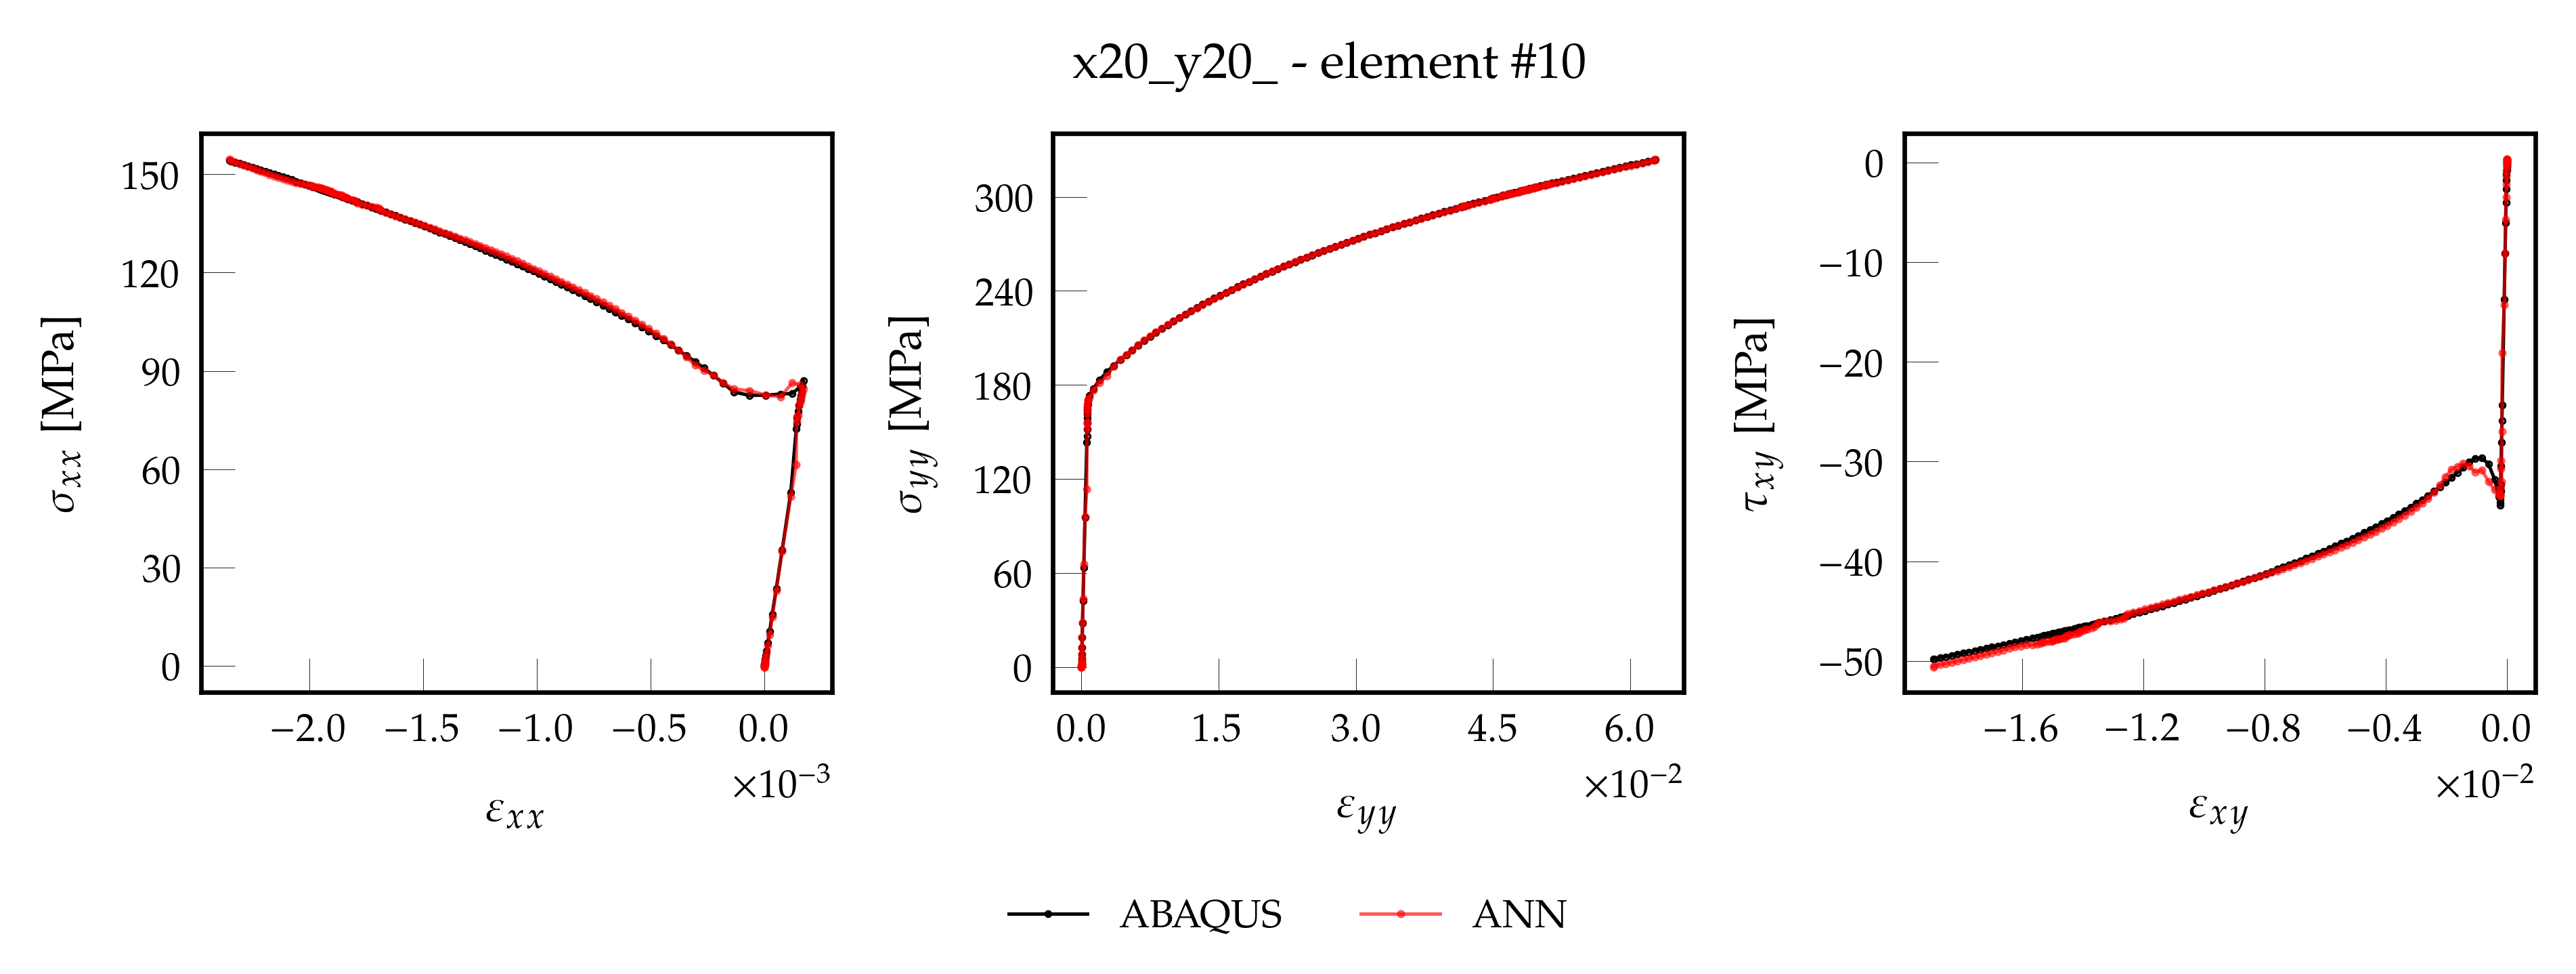 x20_y20_ - element #10
σxx [MPa]
150
120
90
60
30
0
−2.0 −1.5 −1.0 −0.5 0.0
×10−3
εxx
σyy [MPa]
300
240
180
120
60
0
0.0 1.5 3.0 4.5 6.0
×10−2
εyy
τxy [MPa]
0
−10
−20
−30
−40
−50
−1.6 −1.2 −0.8 −0.4 0.0
×10−2
εxy
ABAQUS ANN